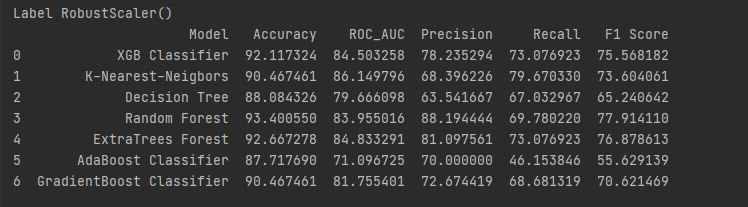 Label RobustScaler()
Model Accuracy ROC_AUC Precision Recall F1 Score
0 XGB Classifier 92.117324 84.503258 78.235294 73.076923 75.568182
1 K-Nearest-Neigbors 90.467461 86.149796 68.396226 79.670330 73.604061
2 Decision Tree 88.084326 79.666098 63.541667 67.032967 65.240642
3 Random Forest 93.400550 83.955016 88.194444 69.780220 77.914110
4 ExtraTrees Forest 92.667278 84.833291 81.097561 73.076923 76.878613
5 AdaBoost Classifier 87.717690 71.096725 70.000000 46.153846 55.629139
6 GradientBoost Classifier 90.467461 81.755401 72.674419 68.681319 70.621469